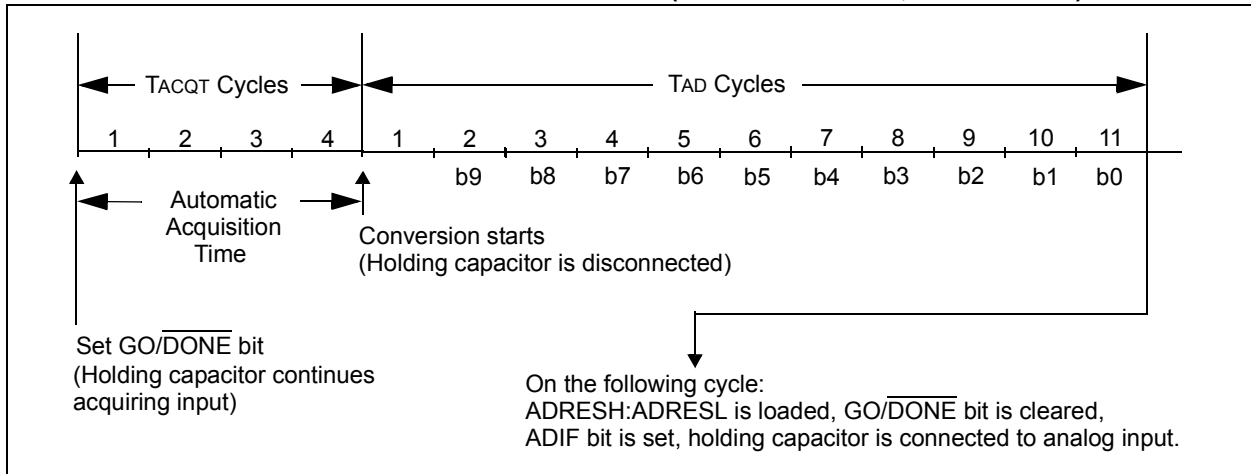 TACQT Cycles TAD Cycles
1 2 3 4 1 2 3 4 5 6 7 8 9 10 11
b9 b8 b7 b6 b5 b4 b3 b2 b1 b0
Automatic
Acquisition
Time
Conversion starts
(Holding capacitor is disconnected)
Set GO/DONE bit
(Holding capacitor continues
acquiring input)
On the following cycle:
ADRESH:ADRESL is loaded, GO/DONE bit is cleared,
ADIF bit is set, holding capacitor is connected to analog input.